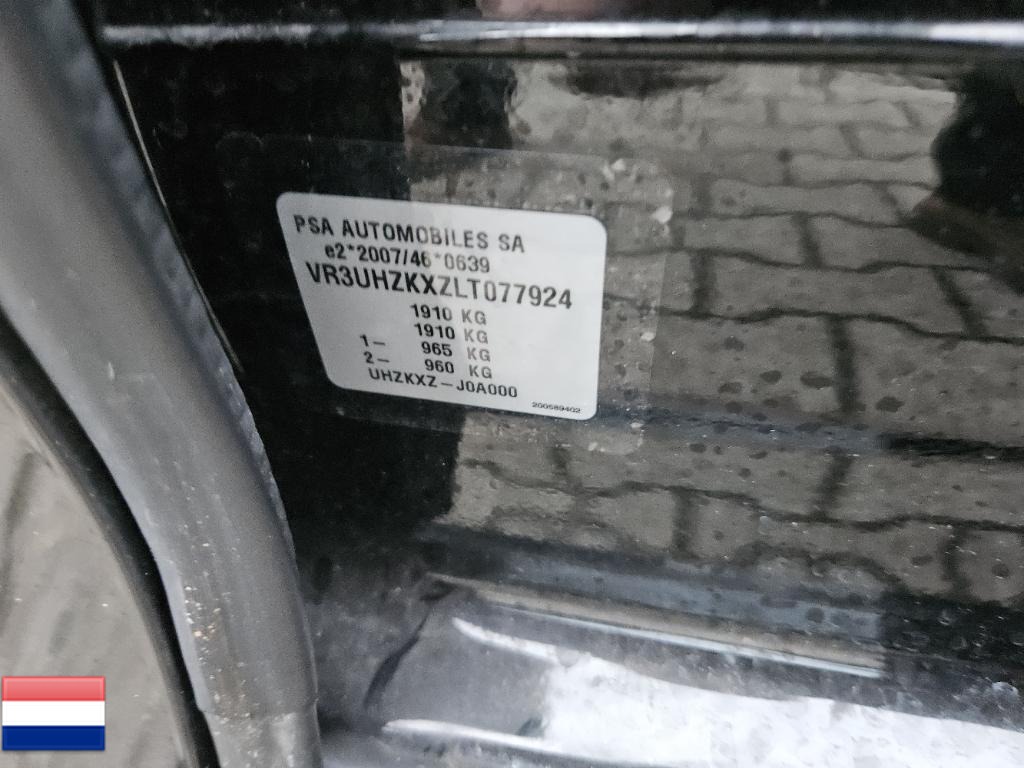 PSA AUTOMOBILES SA
e2*2007/46*0639
VR3UHZKXZLT077924
1910 KG
1910 KG
1– 965 KG
2– 960 KG
UHZKXZ–J0A000
200589402